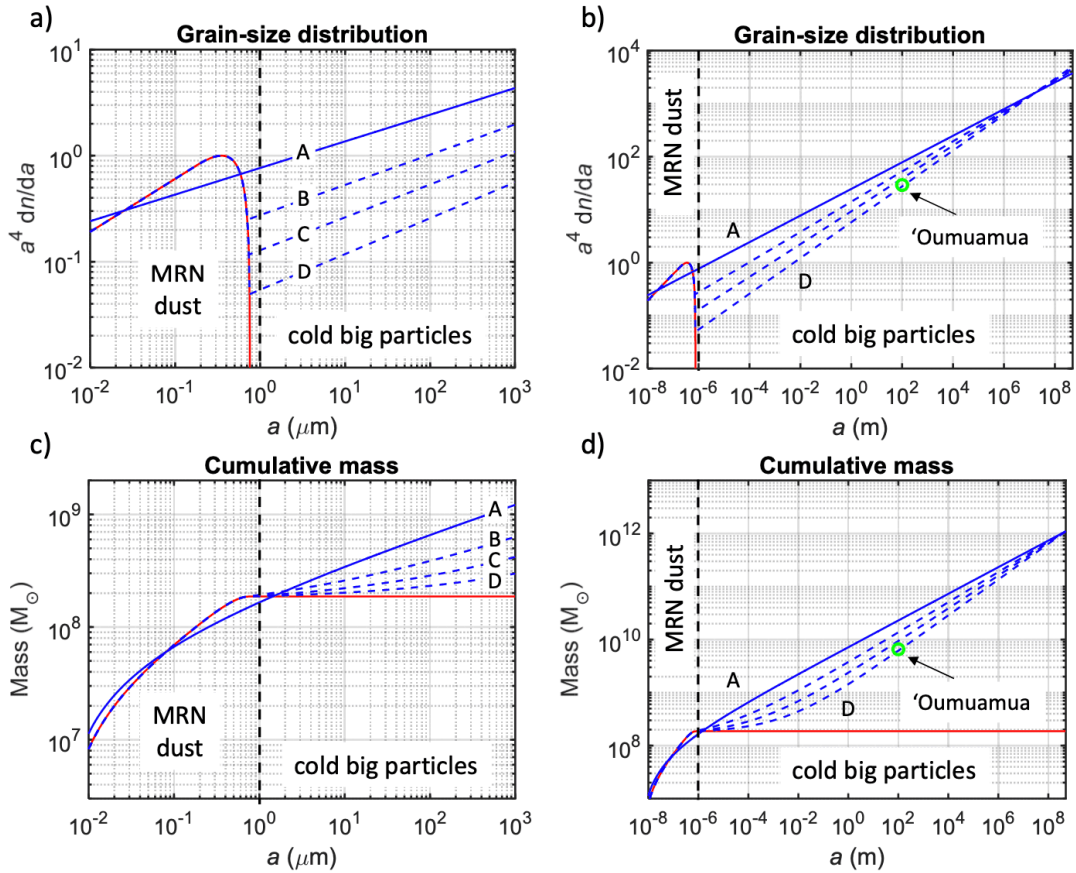 a)
Grain-size distribution
10^1
10^0
10^-1
10^-2
a^4 dn/da
A
B
C
D
MRN
dust
cold big particles
10^-2
10^-1
10^0
10^1
10^2
10^3
a (μm)
b)
Grain-size distribution
10^4
10^2
10^0
10^-2
a^4 dn/da
MRN dust
A
D
'Oumuamua
cold big particles
10^-8
10^-6
10^-4
10^-2
10^0
10^2
10^4
10^6
10^8
a (m)
c)
Cumulative mass
10^9
10^8
10^7
Mass (M⊙)
A
B
C
D
MRN
dust
cold big particles
10^-2
10^-1
10^0
10^1
10^2
10^3
a (μm)
d)
Cumulative mass
10^12
10^10
10^8
Mass (M⊙)
MRN dust
A
D
'Oumuamua
cold big particles
10^-8
10^-6
10^-4
10^-2
10^0
10^2
10^4
10^6
10^8
a (m)